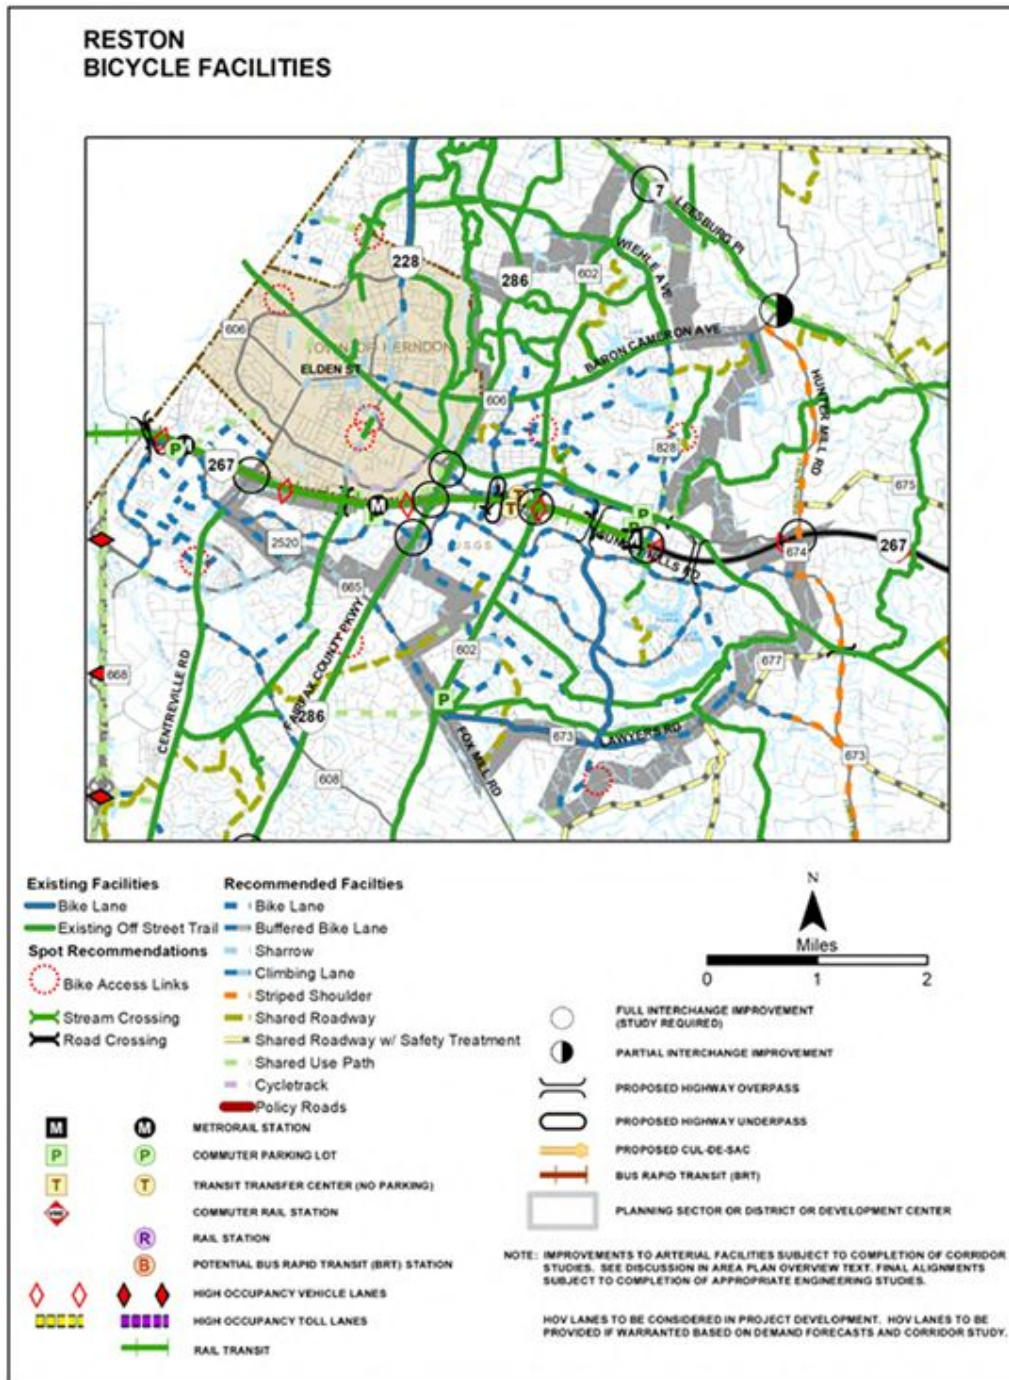 RESTON
BICYCLE FACILITIES
7
LEESBURG PI
228
WIEHLE AVE
602
286
606
TOWN OF HERNDON
BARON CAMERON AVE
ELDEN ST
HUNTER MILL RD
606
828
P
M
267
675
M
T
T
P
P
SUNSET HILLS RD
2520
USGS
674
267
665
FAIRFAX COUNTY PKWY
602
677
668
CENTREVILLE RD
P
286
673
LAWYERS RD
FOX MILL RD
673
608
Existing Facilities
Bike Lane
Existing Off Street Trail
Spot Recommendations
Bike Access Links
Stream Crossing
Road Crossing
Recommended Facilties
Bike Lane
Buffered Bike Lane
Sharrow
Climbing Lane
Striped Shoulder
Shared Roadway
Shared Roadway w/ Safety Treatment
Shared Use Path
Cycletrack
Policy Roads
N
Miles
0 1 2
M M METRORAIL STATION
P P COMMUTER PARKING LOT
T T TRANSIT TRANSFER CENTER (NO PARKING)
VRE COMMUTER RAIL STATION
R RAIL STATION
B POTENTIAL BUS RAPID TRANSIT (BRT) STATION
HIGH OCCUPANCY VEHICLE LANES
HIGH OCCUPANCY TOLL LANES
RAIL TRANSIT
FULL INTERCHANGE IMPROVEMENT
(STUDY REQUIRED)
PARTIAL INTERCHANGE IMPROVEMENT
PROPOSED HIGHWAY OVERPASS
PROPOSED HIGHWAY UNDERPASS
PROPOSED CUL-DE-SAC
BUS RAPID TRANSIT (BRT)
PLANNING SECTOR OR DISTRICT OR DEVELOPMENT CENTER
NOTE: IMPROVEMENTS TO ARTERIAL FACILITIES SUBJECT TO COMPLETION OF CORRIDOR
STUDIES. SEE DISCUSSION IN AREA PLAN OVERVIEW TEXT. FINAL ALIGNMENTS
SUBJECT TO COMPLETION OF APPROPRIATE ENGINEERING STUDIES.
HOV LANES TO BE CONSIDERED IN PROJECT DEVELOPMENT. HOV LANES TO BE
PROVIDED IF WARRANTED BASED ON DEMAND FORECASTS AND CORRIDOR STUDY.